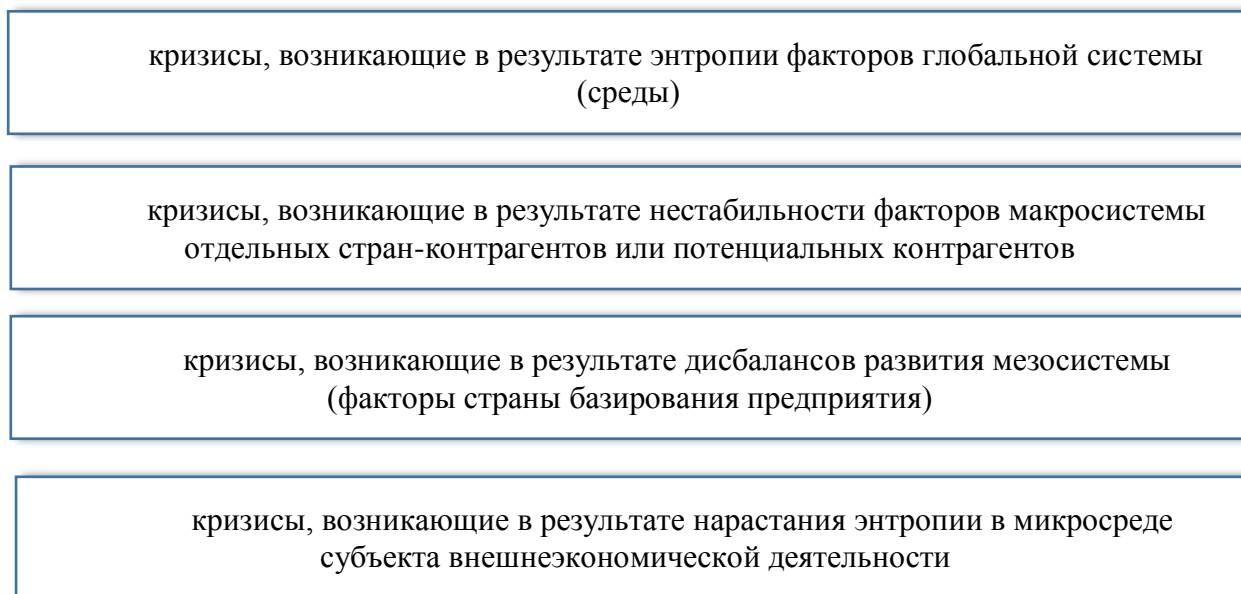 кризисы, возникающие в результате энтропии факторов глобальной системы
(среды)
кризисы, возникающие в результате нестабильности факторов макросистемы
отдельных стран-контрагентов или потенциальных контрагентов
кризисы, возникающие в результате дисбалансов развития мезосистемы
(факторы страны базирования предприятия)
кризисы, возникающие в результате нарастания энтропии в микросреде
субъекта внешнеэкономической деятельности